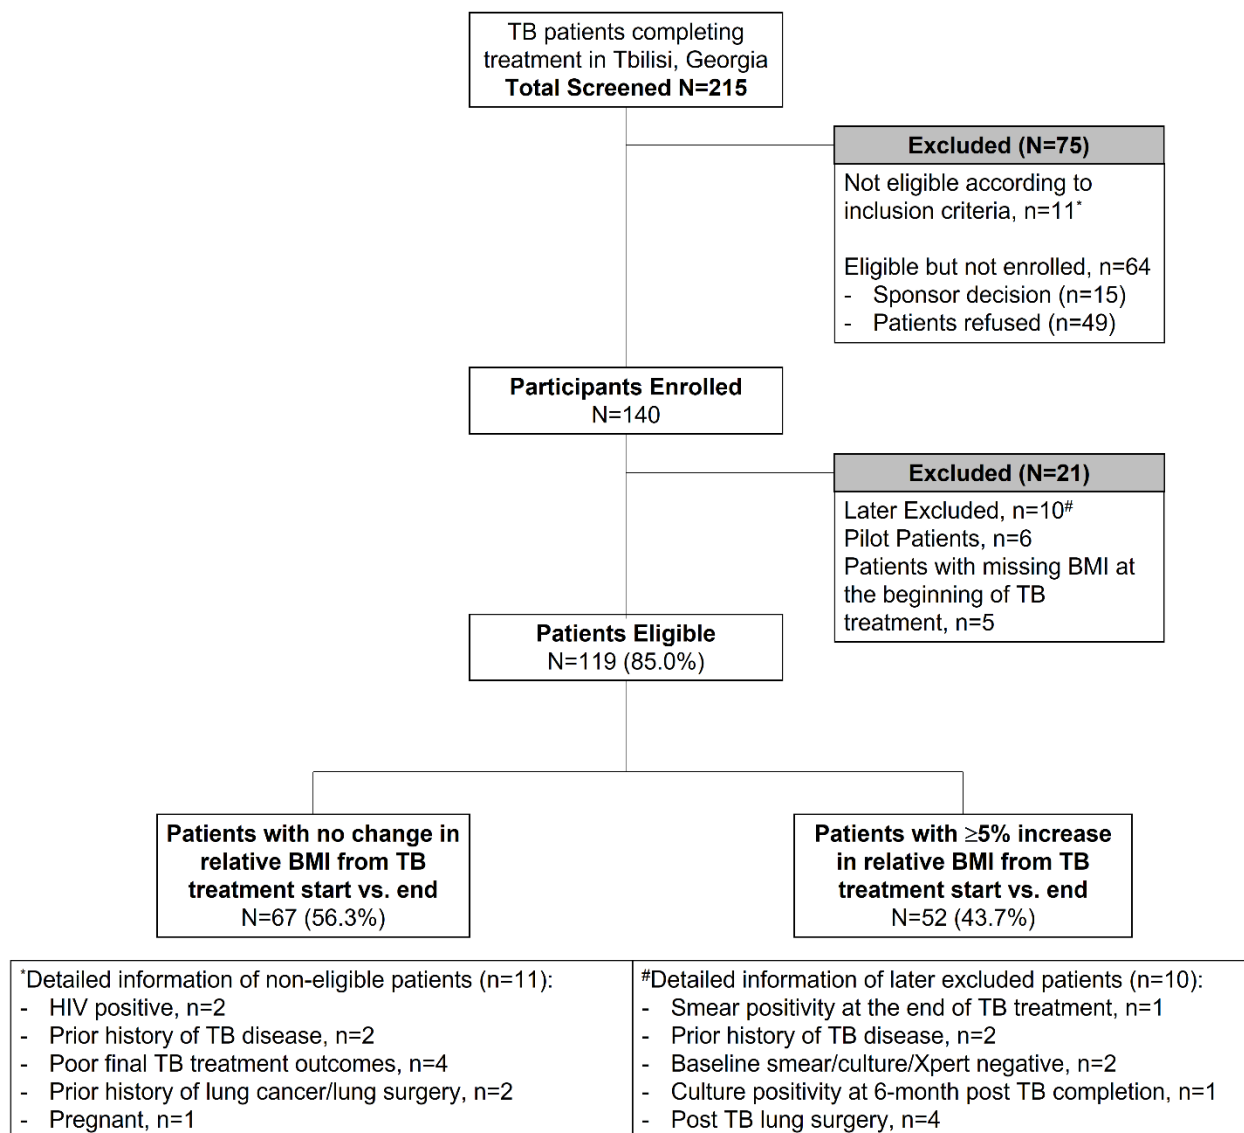 TB patients completing
treatment in Tbilisi, Georgia
Total Screened N=215
Excluded (N=75)
Not eligible according to
inclusion criteria, n=11*
Eligible but not enrolled, n=64
- Sponsor decision (n=15)
- Patients refused (n=49)
Participants Enrolled
N=140
Excluded (N=21)
Later Excluded, n=10#
Pilot Patients, n=6
Patients with missing BMI at
the beginning of TB
treatment, n=5
Patients Eligible
N=119 (85.0%)
Patients with no change in
relative BMI from TB
treatment start vs. end
N=67 (56.3%)
Patients with ≥5% increase
in relative BMI from TB
treatment start vs. end
N=52 (43.7%)
*Detailed information of non-eligible patients (n=11):
- HIV positive, n=2
- Prior history of TB disease, n=2
- Poor final TB treatment outcomes, n=4
- Prior history of lung cancer/lung surgery, n=2
- Pregnant, n=1
#Detailed information of later excluded patients (n=10):
- Smear positivity at the end of TB treatment, n=1
- Prior history of TB disease, n=2
- Baseline smear/culture/Xpert negative, n=2
- Culture positivity at 6-month post TB completion, n=1
- Post TB lung surgery, n=4